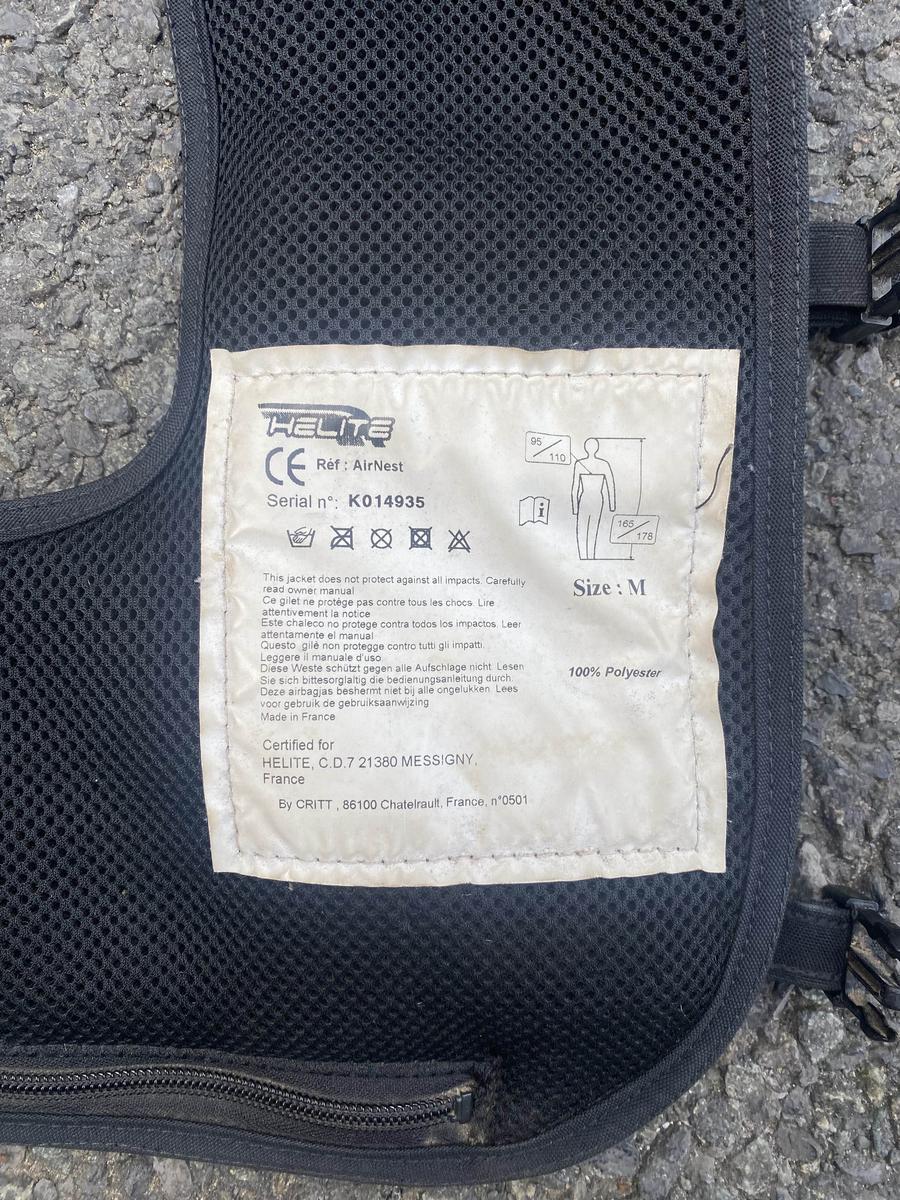 HELITE
CE Réf : AirNest
Serial n°: K014935
95
110
i
165
178
Size : M
This jacket does not protect against all impacts. Carefully
read owner manual
Ce gilet ne protége pas contre tous les chocs. Lire
attentivement la notice
Este chaleco no protege contra todos los impactos. Leer
attentamente el manual
Questo gilé non protegge contro tutti gli impatti.
Leggere il manuale d'uso
Diese Weste schützt gegen alle Aufschlage nicht. Lesen
Sie sich bittesorglaltig die bedienungsanleitung durch.
Deze airbagjas beshermt niet bij alle ongelukken. Lees
voor gebruik de gebruiksaanwijzing
Made in France
100% Polyester
Certified for
HELITE, C.D.7 21380 MESSIGNY,
France
By CRITT , 86100 Chatelrault, France, n°0501